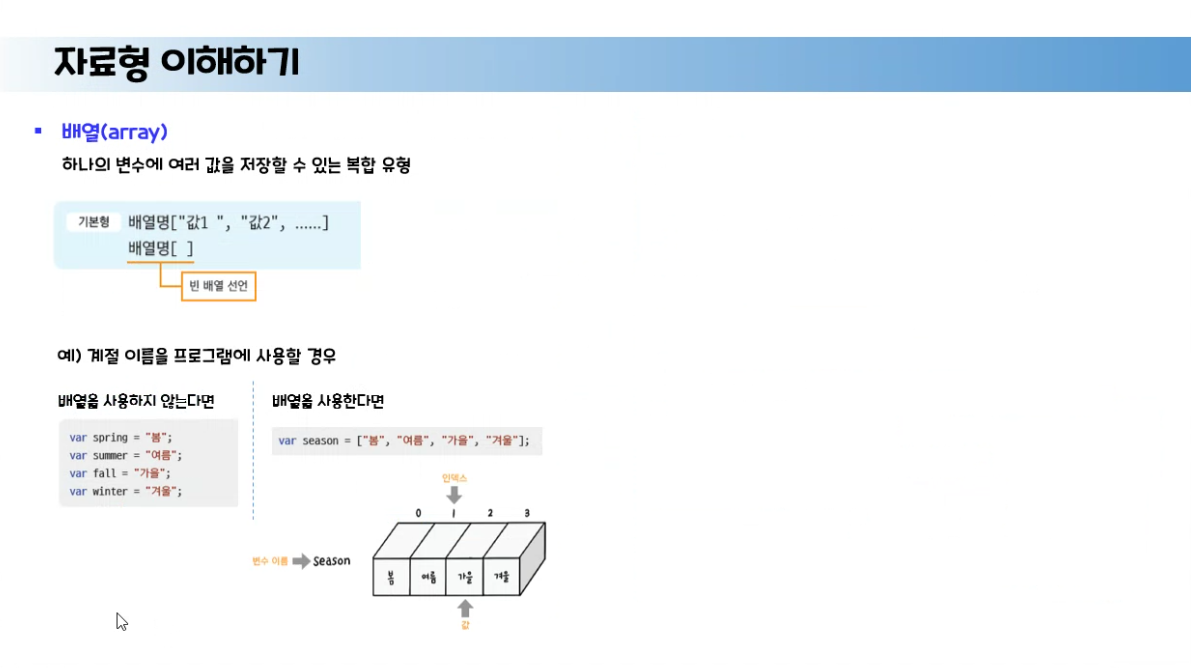 자료형 이해하기
▪ 배열(array)
하나의 변수에 여러 값을 저장할 수 있는 복합 유형
기본형 배열명["값1 ", "값2", ......]
배열명[ ]
빈 배열 선언
예) 계절 이름을 프로그램에 사용할 경우
배열을 사용하지 않는다면
var spring = "봄";
var summer = "여름";
var fall = "가을";
var winter = "겨울";
배열을 사용한다면
var season = ["봄", "여름", "가을", "겨울"];
인덱스
0 1 2 3
변수 이름 Season
봄 여름 가을 겨울
값